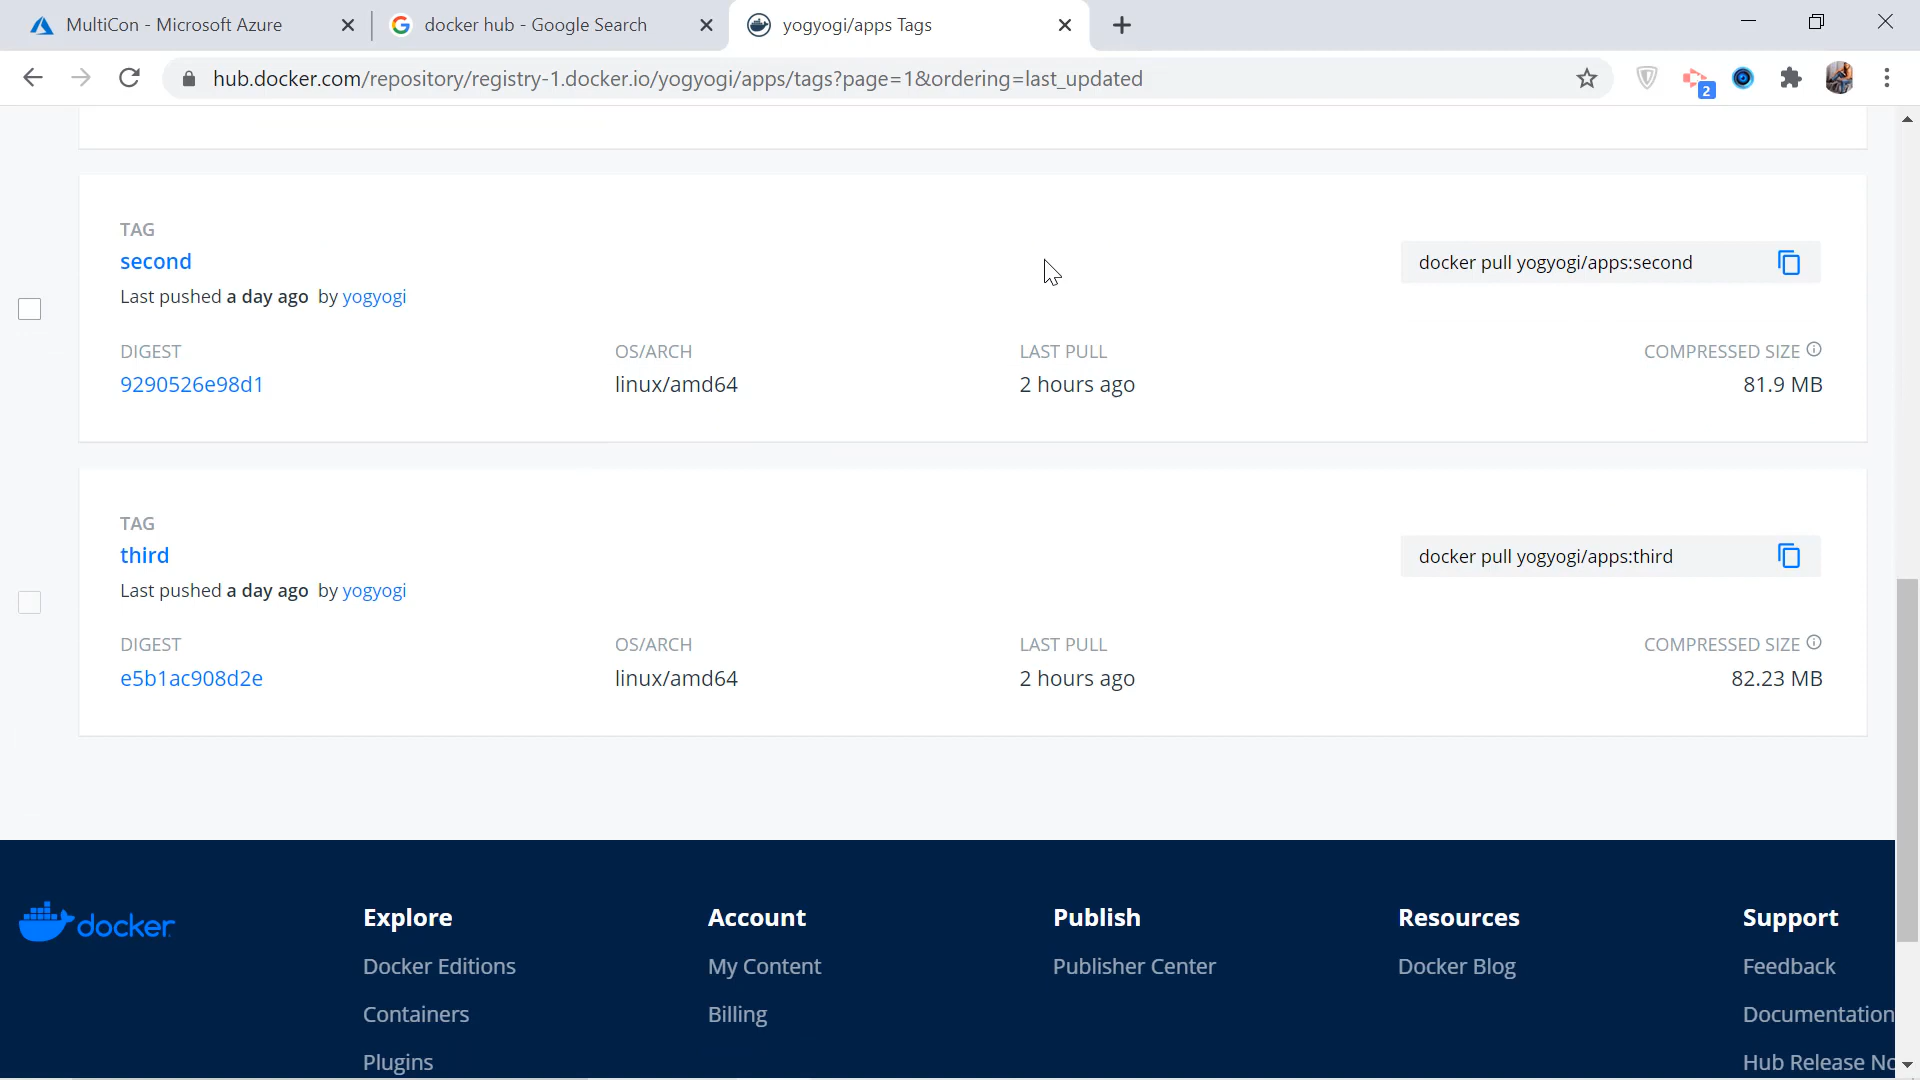 MultiCon - Microsoft Azure
docker hub - Google Search
yogyogi/apps Tags
hub.docker.com/repository/registry-1.docker.io/yogyogi/apps/tags?page=1&ordering=last_updated
2
TAG
second
docker pull yogyogi/apps:second
Last pushed a day ago by yogyogi
DIGEST OS/ARCH LAST PULL COMPRESSED SIZE
9290526e98d1 linux/amd64 2 hours ago 81.9 MB
TAG
third
docker pull yogyogi/apps:third
Last pushed a day ago by yogyogi
DIGEST OS/ARCH LAST PULL COMPRESSED SIZE
e5b1ac908d2e linux/amd64 2 hours ago 82.23 MB
docker
Explore Account Publish Resources Support
Docker Editions My Content Publisher Center Docker Blog Feedback
Containers Billing Documentation
Plugins Hub Release No